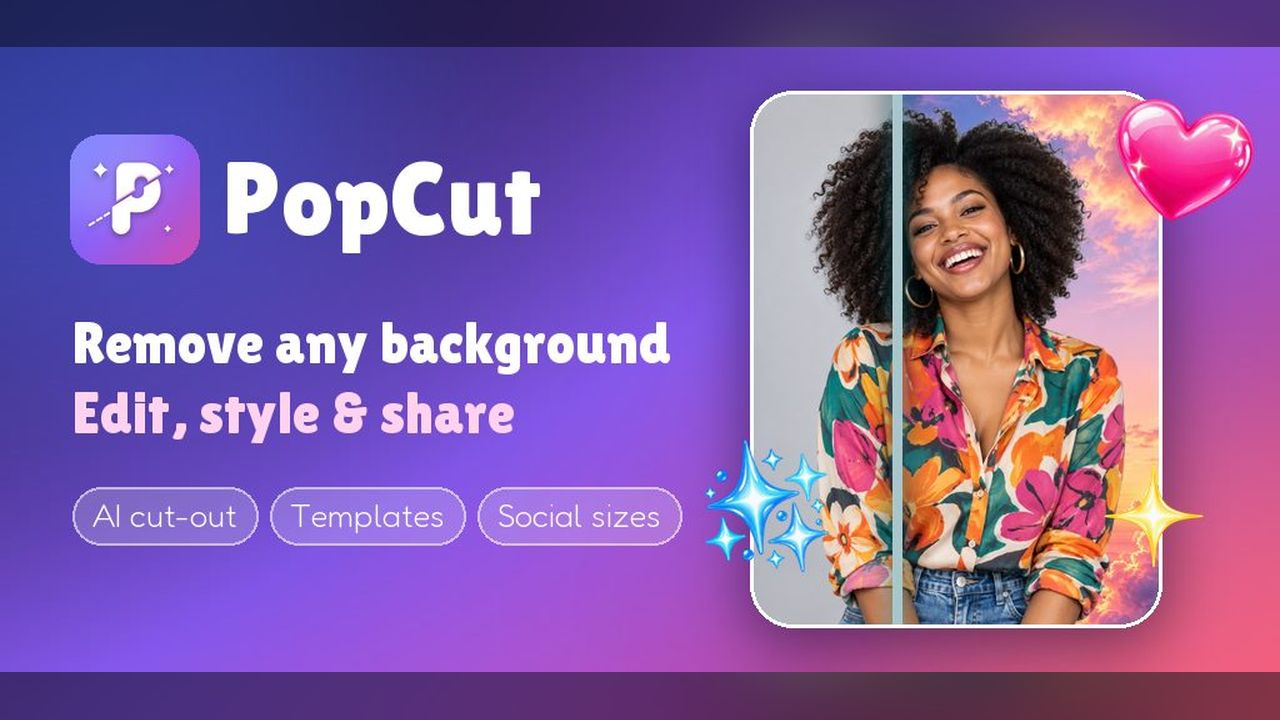 PopCut
Remove any background
Edit, style & share
AI cut-out
Templates
Social sizes